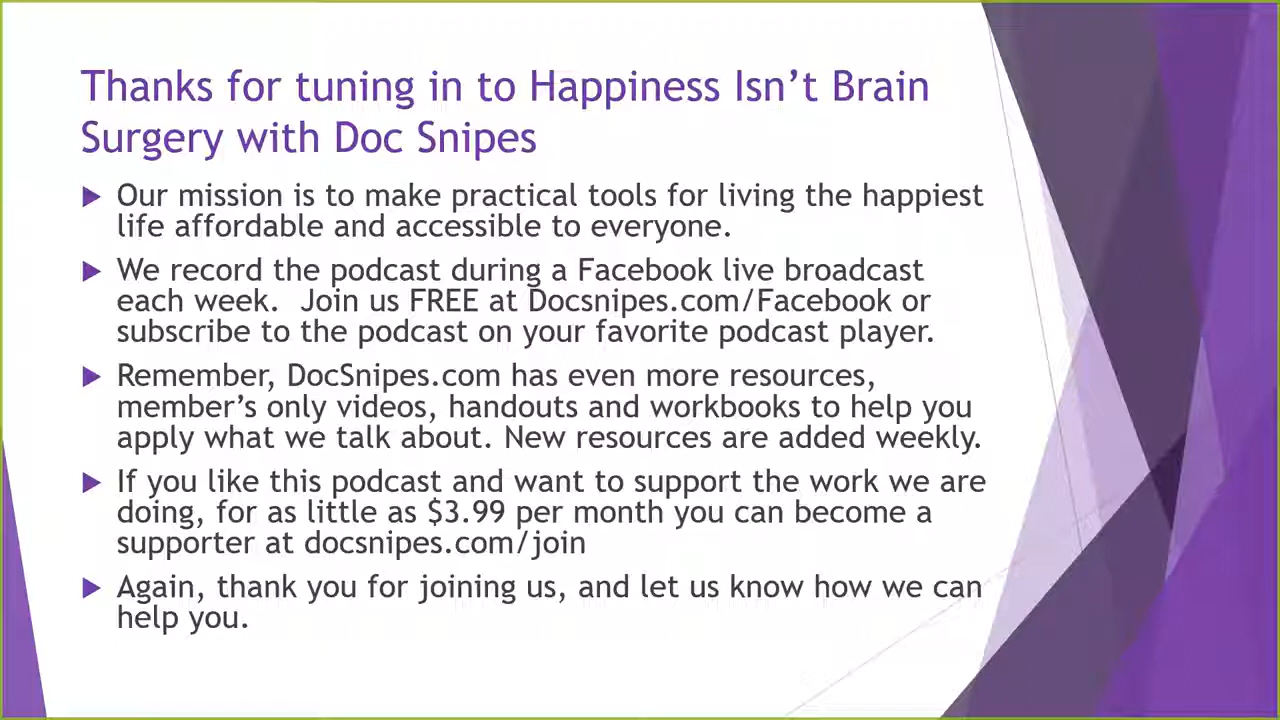 Thanks for tuning in to Happiness Isn’t Brain
Surgery with Doc Snipes
Our mission is to make practical tools for living the happiest
life affordable and accessible to everyone.
We record the podcast during a Facebook live broadcast
each week.  Join us FREE at Docsnipes.com/Facebook or
subscribe to the podcast on your favorite podcast player.
Remember, DocSnipes.com has even more resources,
member’s only videos, handouts and workbooks to help you
apply what we talk about. New resources are added weekly.
If you like this podcast and want to support the work we are
doing, for as little as $3.99 per month you can become a
supporter at docsnipes.com/join
Again, thank you for joining us, and let us know how we can
help you.